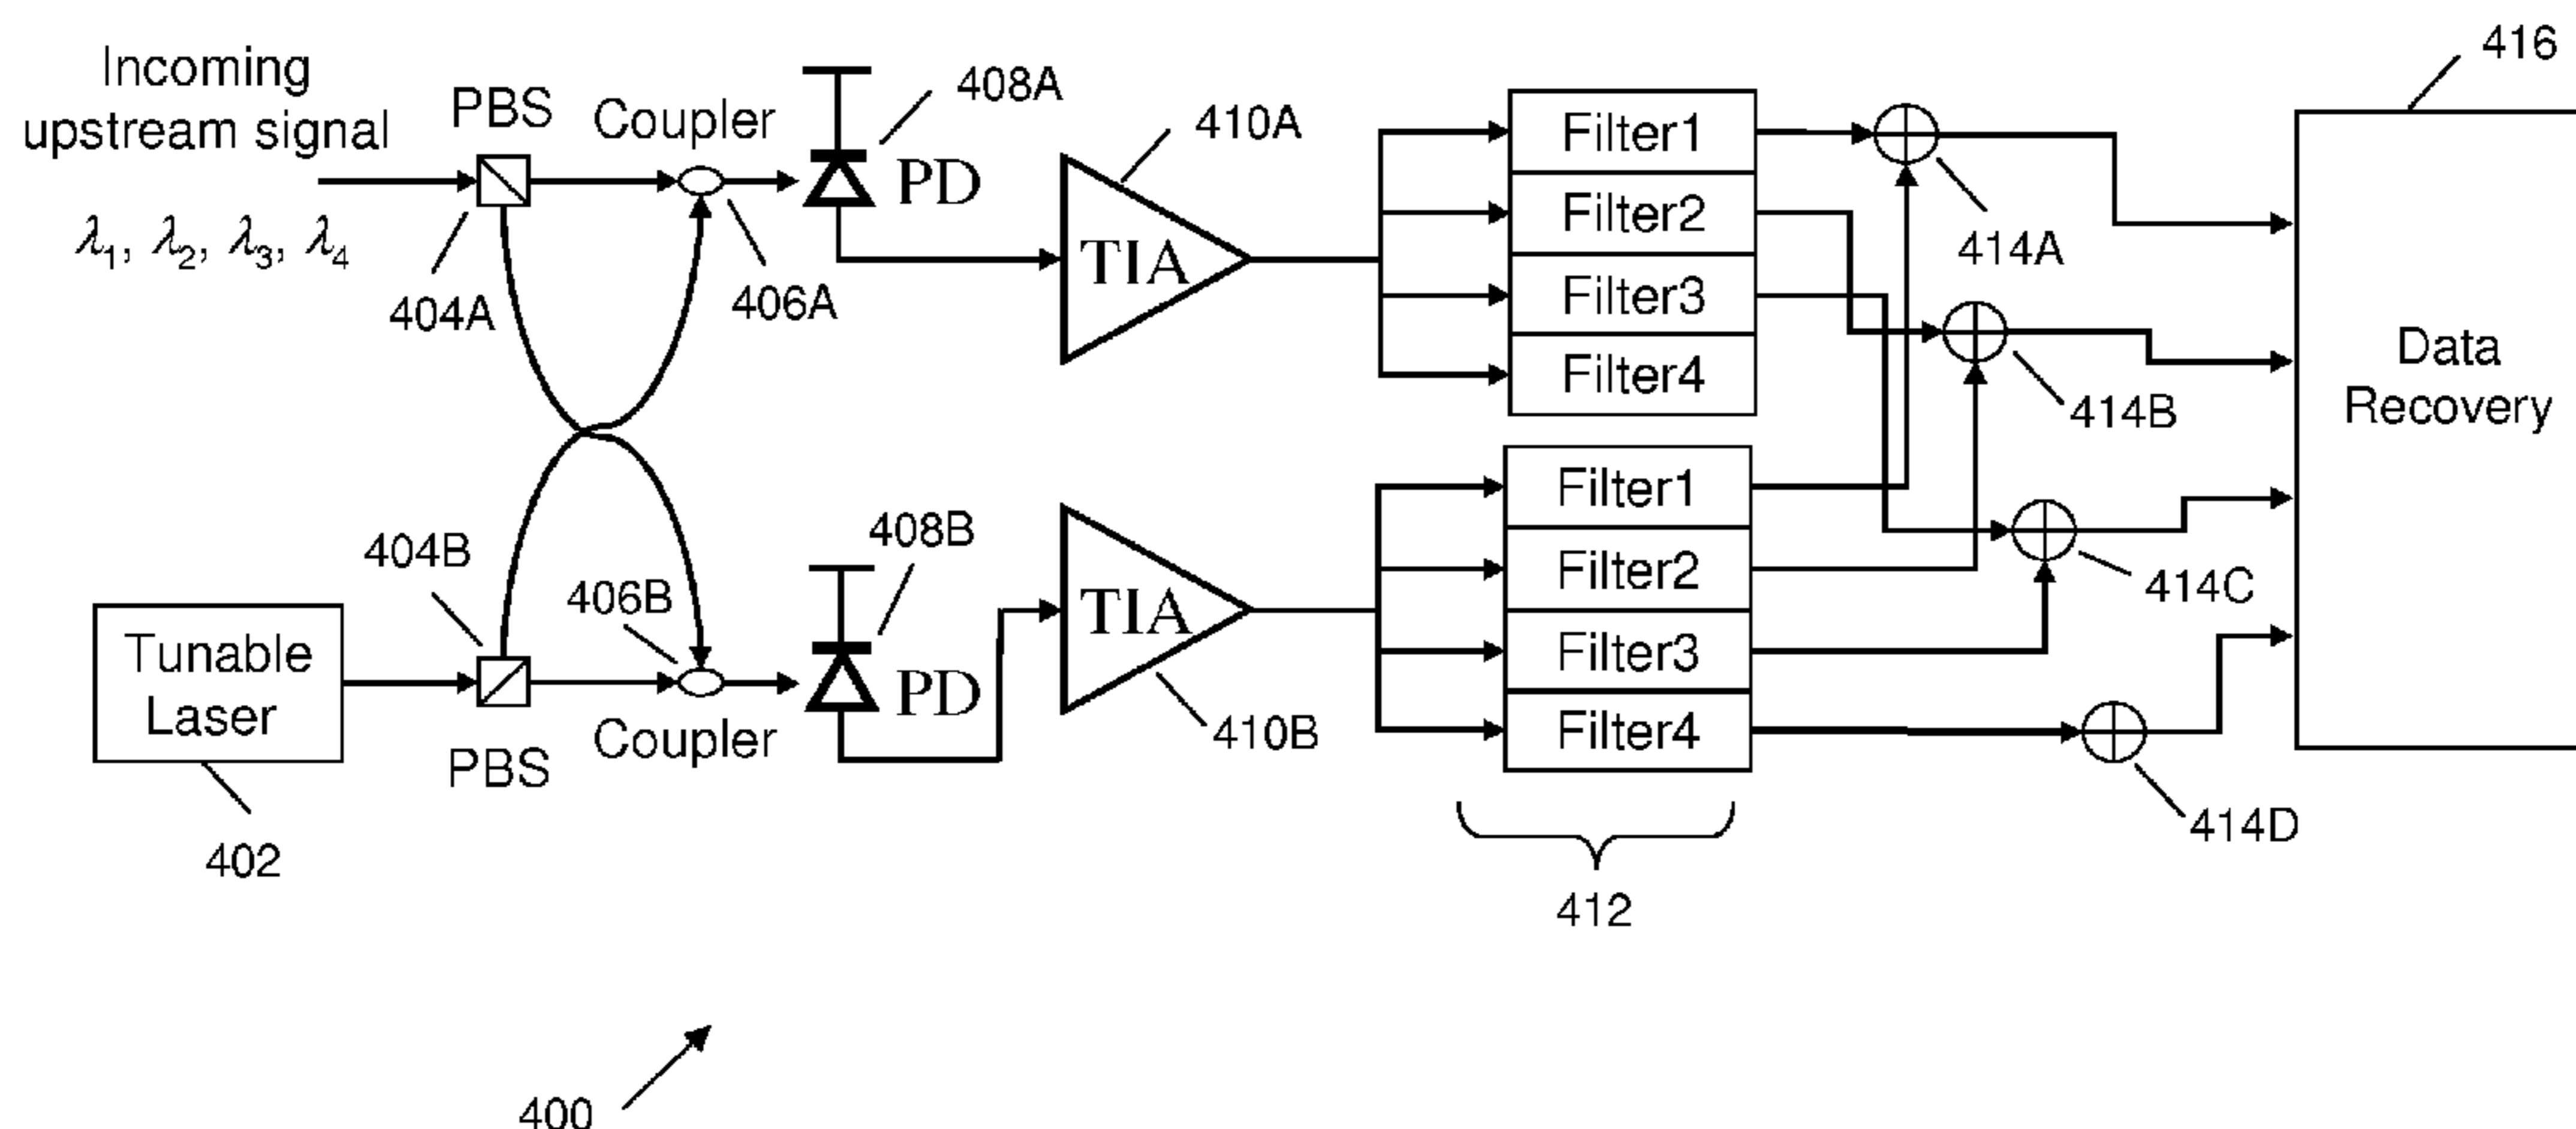 Incoming
upstream signal
λ1, λ2, λ3, λ4
PBS
404A
Coupler
406A
408A
PD
410A
TIA
Filter1
Filter2
Filter3
Filter4
414A
414B
416
Data
Recovery
Tunable
Laser
402
404B
PBS
406B
Coupler
408B
PD
TIA
410B
Filter1
Filter2
Filter3
Filter4
412
414C
414D
400